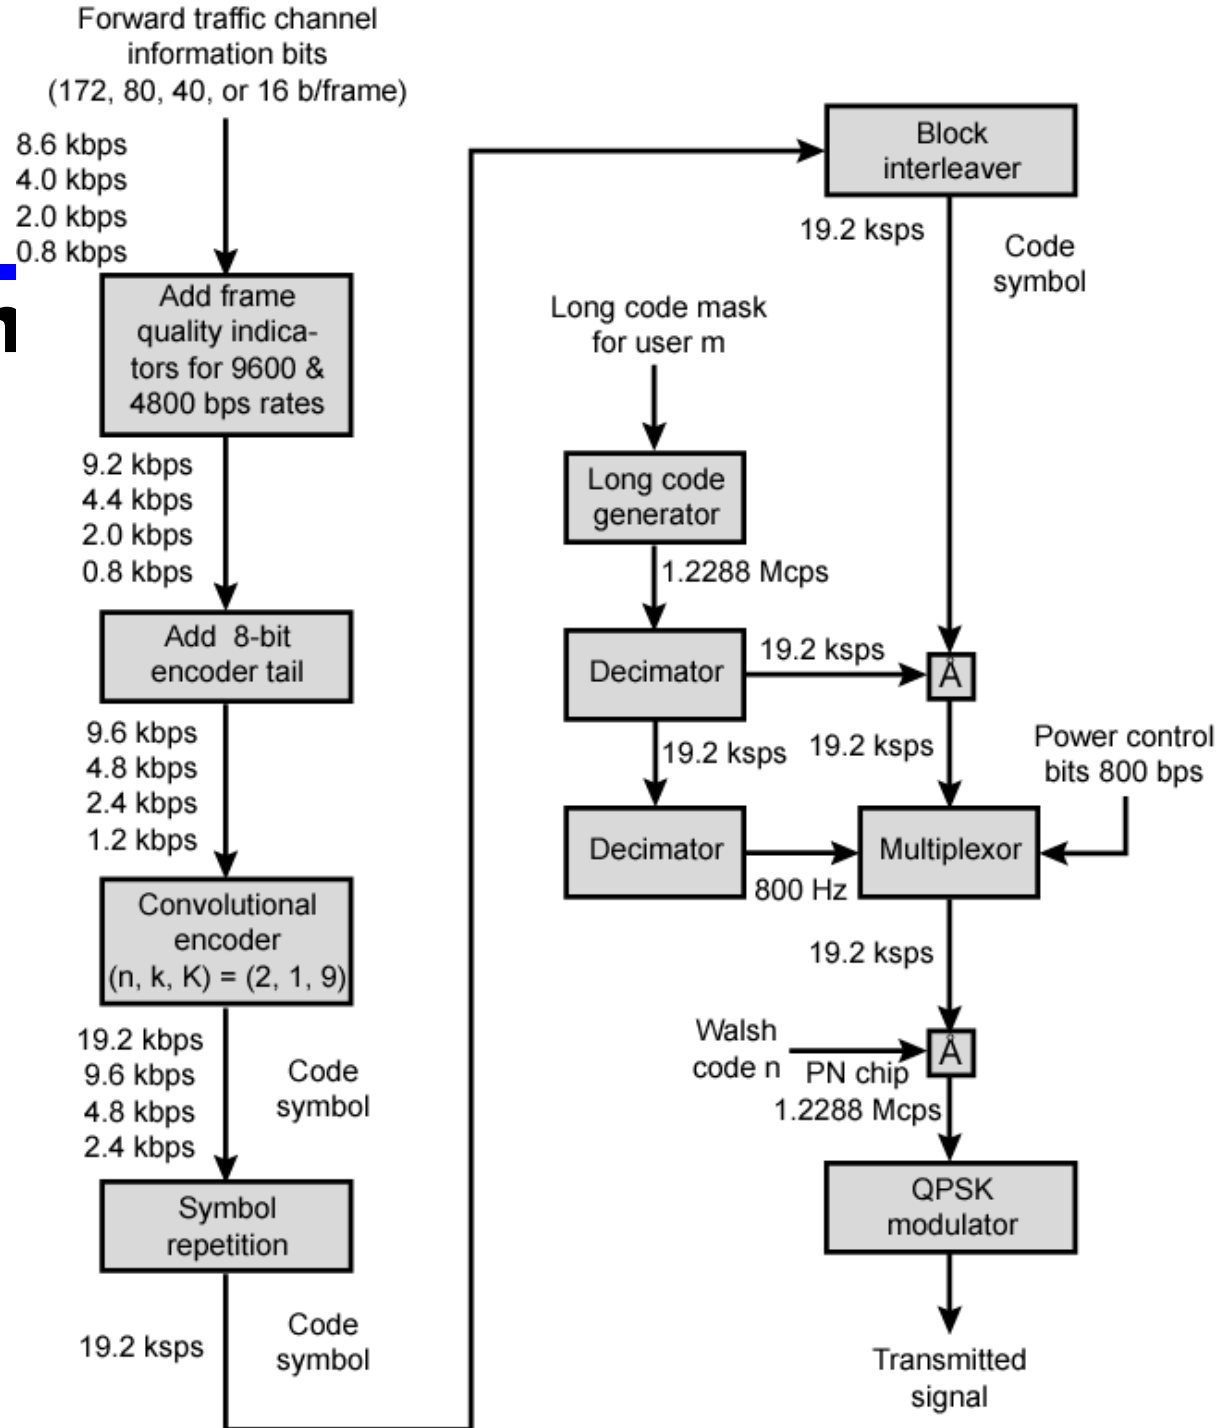 Forward traffic channel
information bits
(172, 80, 40, or 16 b/frame)
8.6 kbps
4.0 kbps
2.0 kbps
0.8 kbps
n
Add frame
quality indica-
tors for 9600 &
4800 bps rates
9.2 kbps
4.4 kbps
2.0 kbps
0.8 kbps
Add 8-bit
encoder tail
9.6 kbps
4.8 kbps
2.4 kbps
1.2 kbps
Convolutional
encoder
(n, k, K) = (2, 1, 9)
19.2 kbps
9.6 kbps
4.8 kbps
2.4 kbps
Code
symbol
Symbol
repetition
19.2 ksps
Code
symbol
Block
interleaver
19.2 ksps
Code
symbol
Long code mask
for user m
Long code
generator
1.2288 Mcps
Decimator
19.2 ksps
Å
19.2 ksps
19.2 ksps
Power control
bits 800 bps
Decimator
800 Hz
Multiplexor
19.2 ksps
Walsh
code n
PN chip
Å
1.2288 Mcps
QPSK
modulator
Transmitted
signal